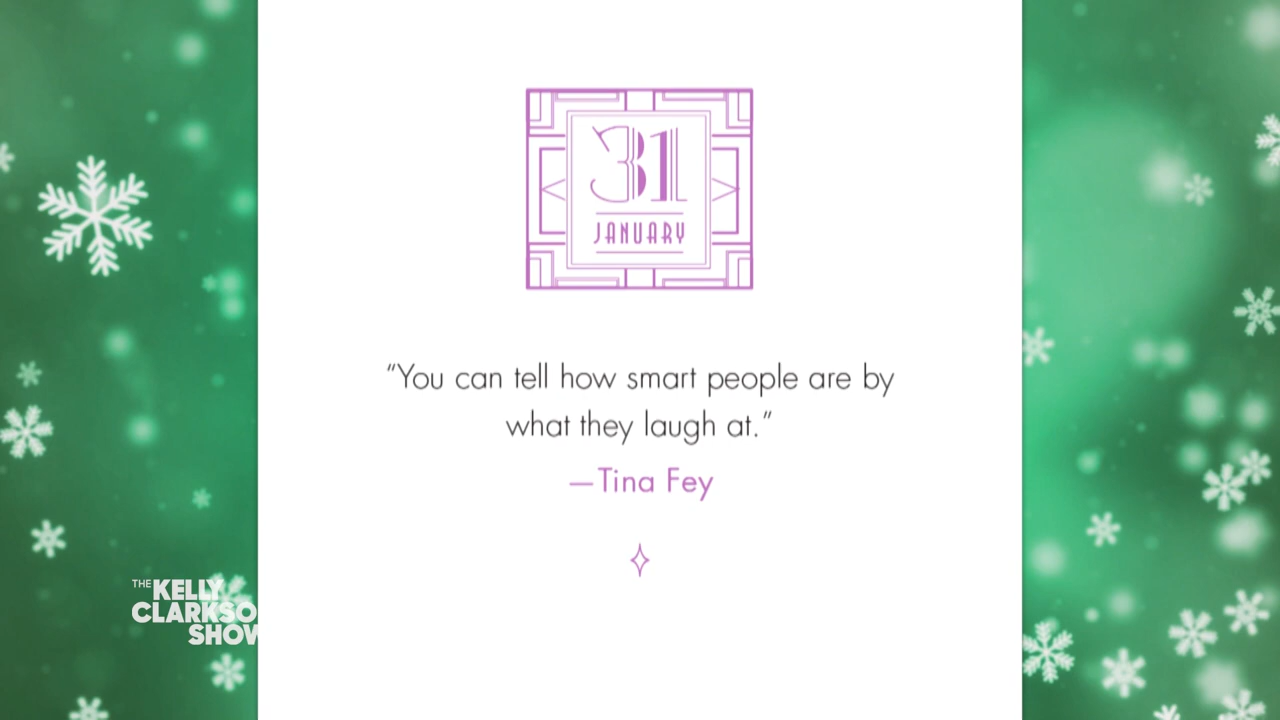 31
JANUARY
“You can tell how smart people are by
what they laugh at.”
—Tina Fey
THE KELLY
CLARKSO
SHOW